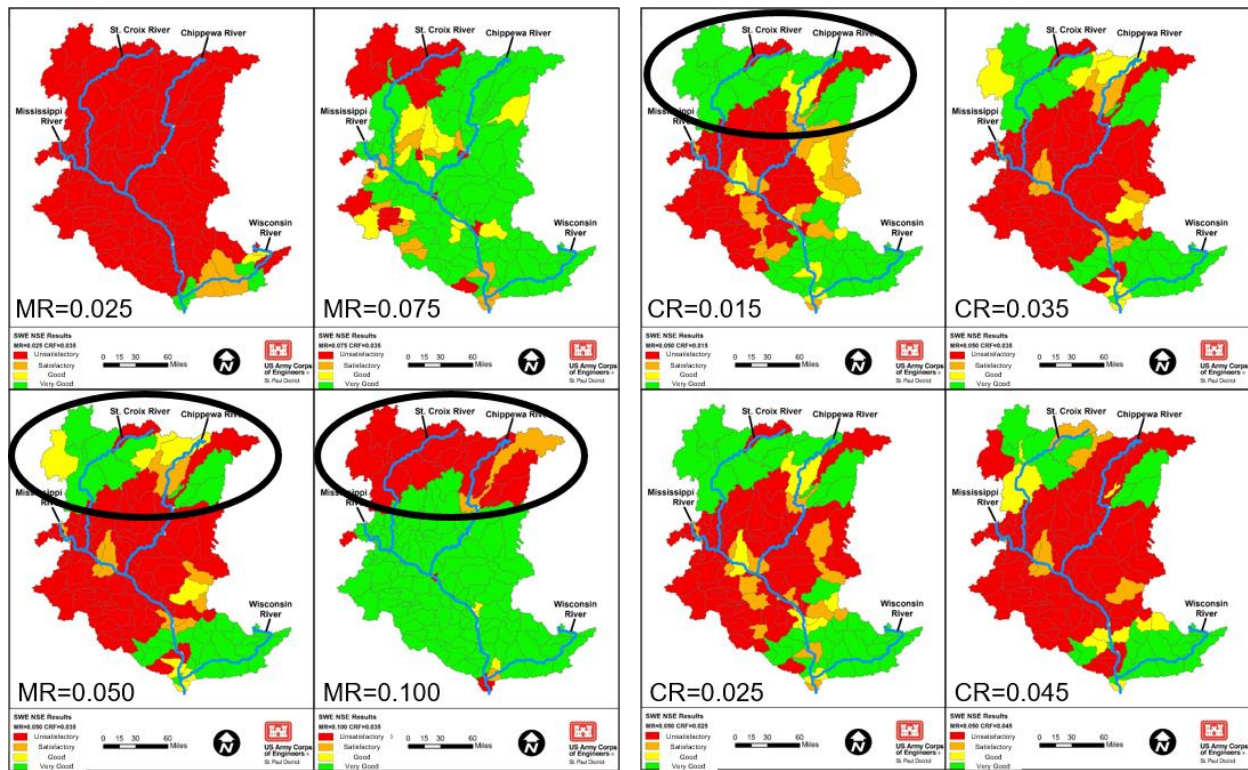 St. Croix River
Chippewa River
Mississippi
River
Wisconsin
River
MR=0.025
SWE NSE Results
MR=0.025 CRF=0.035
Unsatisfactory
Satisfactory
Good
Very Good
0 15 30 60
Miles
N
US Army Corps
of Engineers
St. Paul District
St. Croix River
Chippewa River
Mississippi
River
Wisconsin
River
MR=0.075
SWE NSE Results
MR=0.075 CRF=0.035
Unsatisfactory
Satisfactory
Good
Very Good
0 15 30 60
Miles
N
US Army Corps
of Engineers
St. Paul District
St. Croix River
Chippewa River
Mississippi
River
Wisconsin
River
CR=0.015
SWE NSE Results
MR=0.050 CRF=0.015
Unsatisfactory
Satisfactory
Good
Very Good
0 15 30 60
Miles
N
US Army Corps
of Engineers
St. Paul District
St. Croix River
Chippewa River
Mississippi
River
Wisconsin
River
CR=0.035
SWE NSE Results
MR=0.050 CRF=0.035
Unsatisfactory
Satisfactory
Good
Very Good
0 15 30 60
Miles
N
US Army Corps
of Engineers
St. Paul District
St. Croix River
Chippewa River
Mississippi
River
Wisconsin
River
MR=0.050
SWE NSE Results
MR=0.050 CRF=0.035
Unsatisfactory
Satisfactory
Good
Very Good
0 15 30 60
Miles
N
US Army Corps
of Engineers
St. Paul District
St. Croix River
Chippewa River
Mississippi
River
Wisconsin
River
MR=0.100
SWE NSE Results
MR=0.100 CRF=0.035
Unsatisfactory
Satisfactory
Good
Very Good
0 15 30 60
Miles
N
US Army Corps
of Engineers
St. Paul District
St. Croix River
Chippewa River
Mississippi
River
Wisconsin
River
CR=0.025
SWE NSE Results
MR=0.050 CRF=0.025
Unsatisfactory
Satisfactory
Good
Very Good
0 15 30 60
Miles
N
US Army Corps
of Engineers
St. Paul District
St. Croix River
Chippewa River
Mississippi
River
Wisconsin
River
CR=0.045
SWE NSE Results
MR=0.050 CRF=0.045
Unsatisfactory
Satisfactory
Good
Very Good
0 15 30 60
Miles
N
US Army Corps
of Engineers
St. Paul District